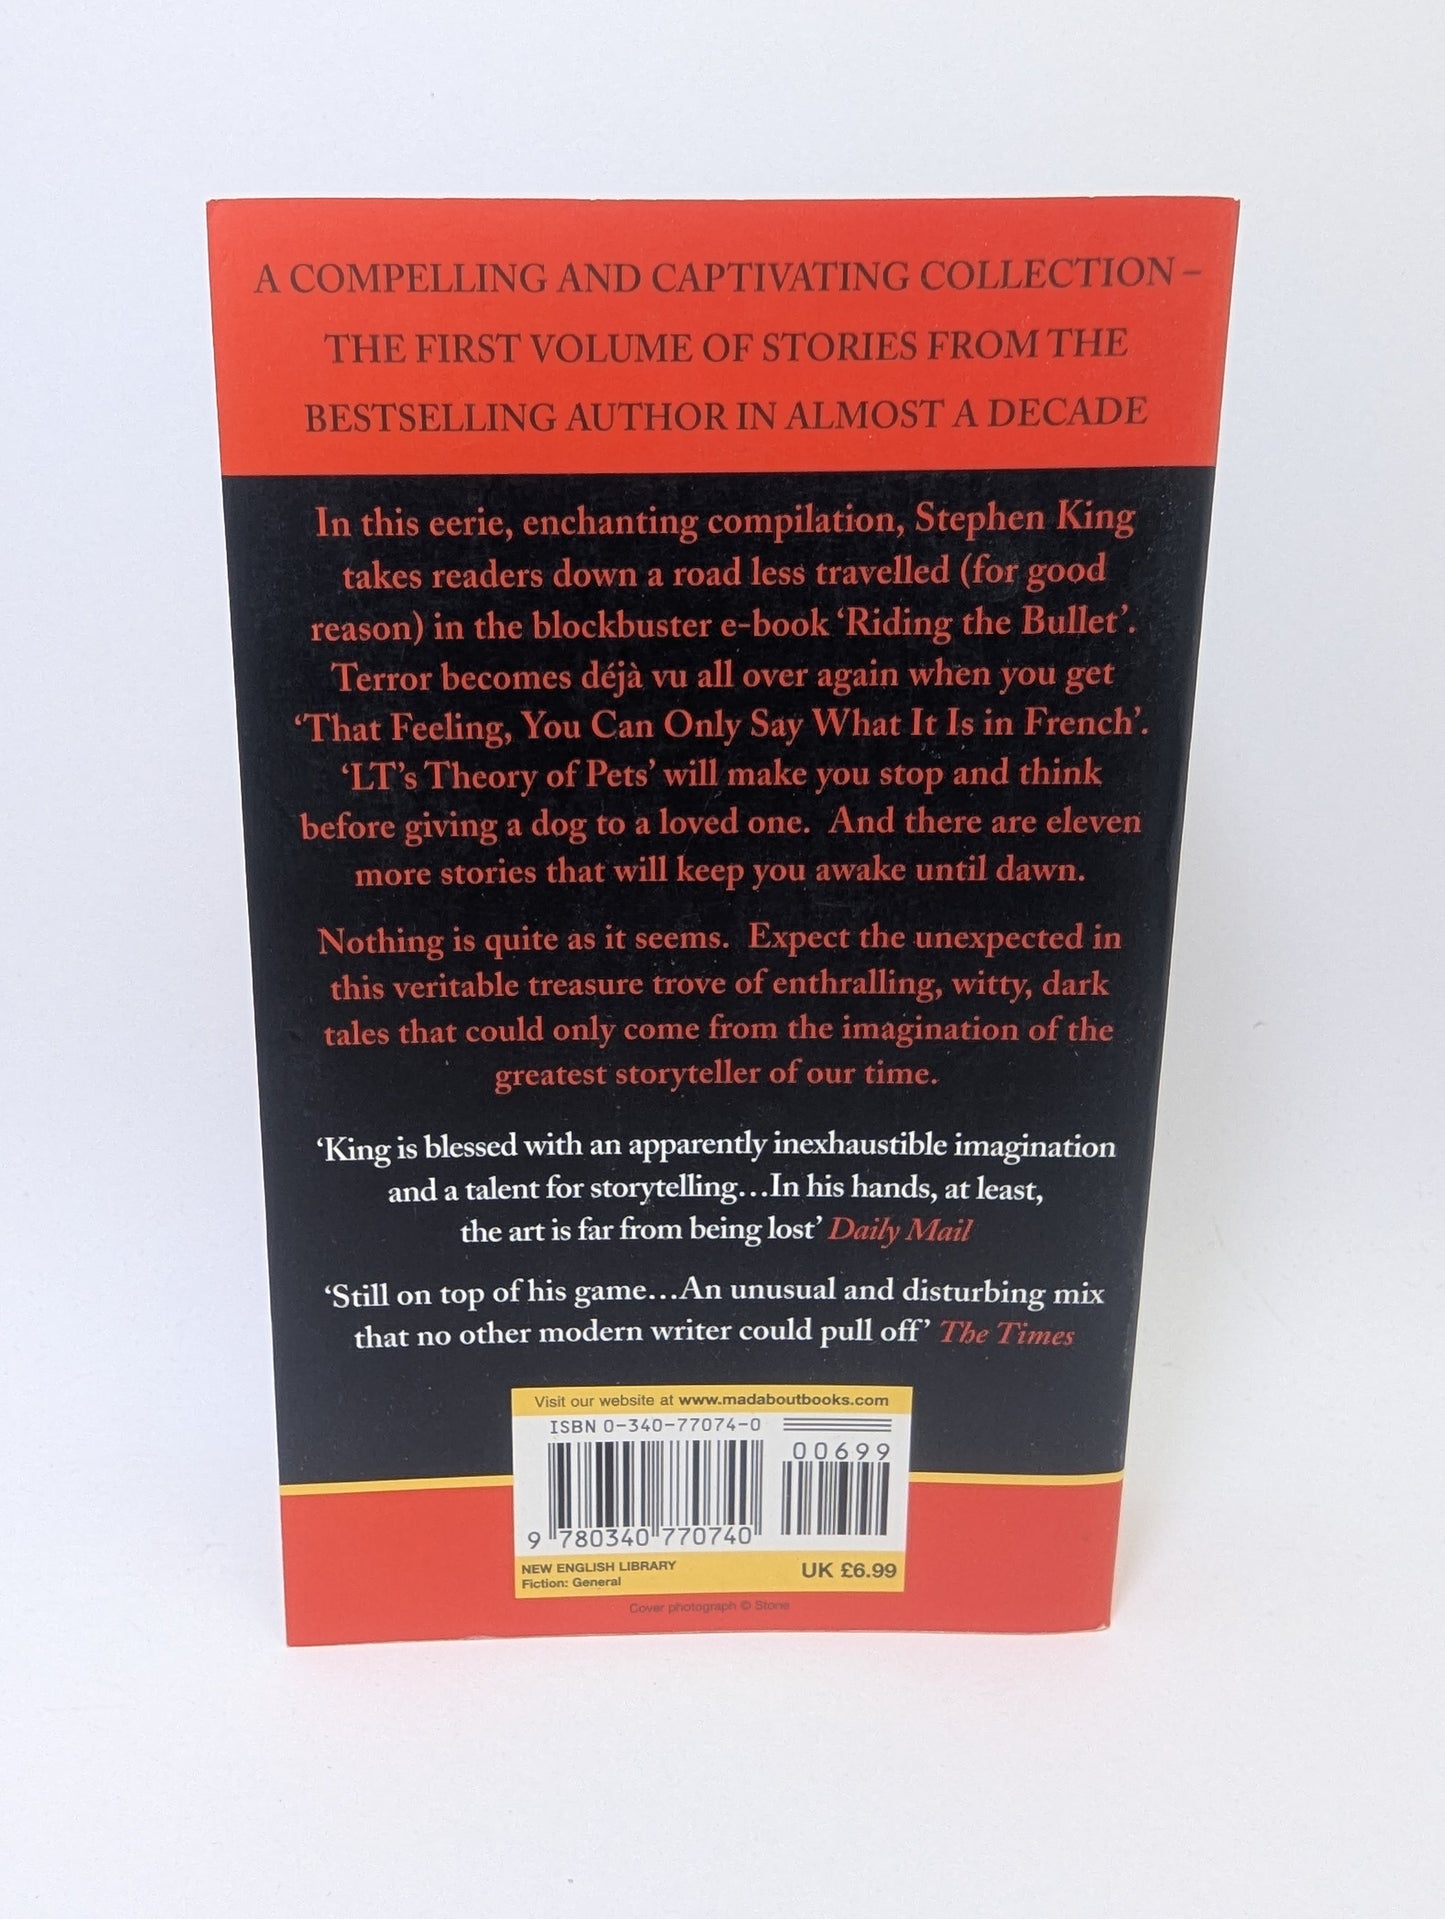 A COMPELLING AND CAPTIVATING COLLECTION –
THE FIRST VOLUME OF STORIES FROM THE
BESTSELLING AUTHOR IN ALMOST A DECADE
In this eerie, enchanting compilation, Stephen King
takes readers down a road less travelled (for good
reason) in the blockbuster e-book ‘Riding the Bullet’.
Terror becomes déjà vu all over again when you get
‘That Feeling, You Can Only Say What It Is in French’.
‘LT’s Theory of Pets’ will make you stop and think
before giving a dog to a loved one. And there are eleven
more stories that will keep you awake until dawn.
Nothing is quite as it seems. Expect the unexpected in
this veritable treasure trove of enthralling, witty, dark
tales that could only come from the imagination of the
greatest storyteller of our time.
‘King is blessed with an apparently inexhaustible imagination
and a talent for storytelling…In his hands, at least,
the art is far from being lost’ Daily Mail
‘Still on top of his game…An unusual and disturbing mix
that no other modern writer could pull off’ The Times
Visit our website at www.madaboutbooks.com
ISBN 0-340-77074-0
00699
9 780340 770740
NEW ENGLISH LIBRARY
Fiction: General
UK £6.99
Cover photograph © Stone